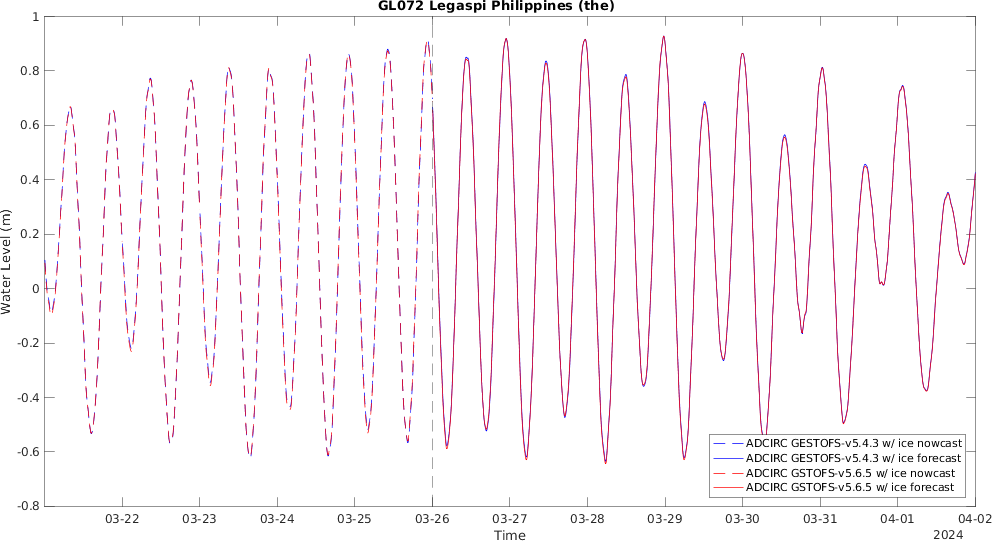 GL072 Legaspi Philippines (the)
1
0.8
0.6
0.4
0.2
0
-0.2
-0.4
-0.6
-0.8
Water Level (m)
ADCIRC GESTOFS-v5.4.3 w/ ice nowcast
ADCIRC GESTOFS-v5.4.3 w/ ice forecast
ADCIRC GSTOFS-v5.6.5 w/ ice nowcast
ADCIRC GSTOFS-v5.6.5 w/ ice forecast
03-22 03-23 03-24 03-25 03-26 03-27 03-28 03-29 03-30 03-31 04-01 04-02
Time
2024